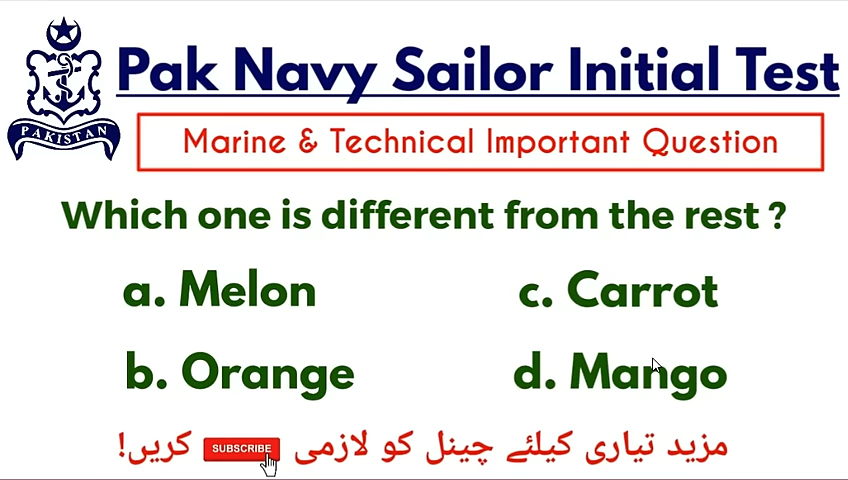 Pak Navy Sailor Initial Test
PAKISTAN
Marine & Technical Important Question
Which one is different from the rest ?
a. Melon
c. Carrot
b. Orange
d. Mango
مزید تیاری کیلئے چینل کو لازمی SUBSCRIBE کریں!